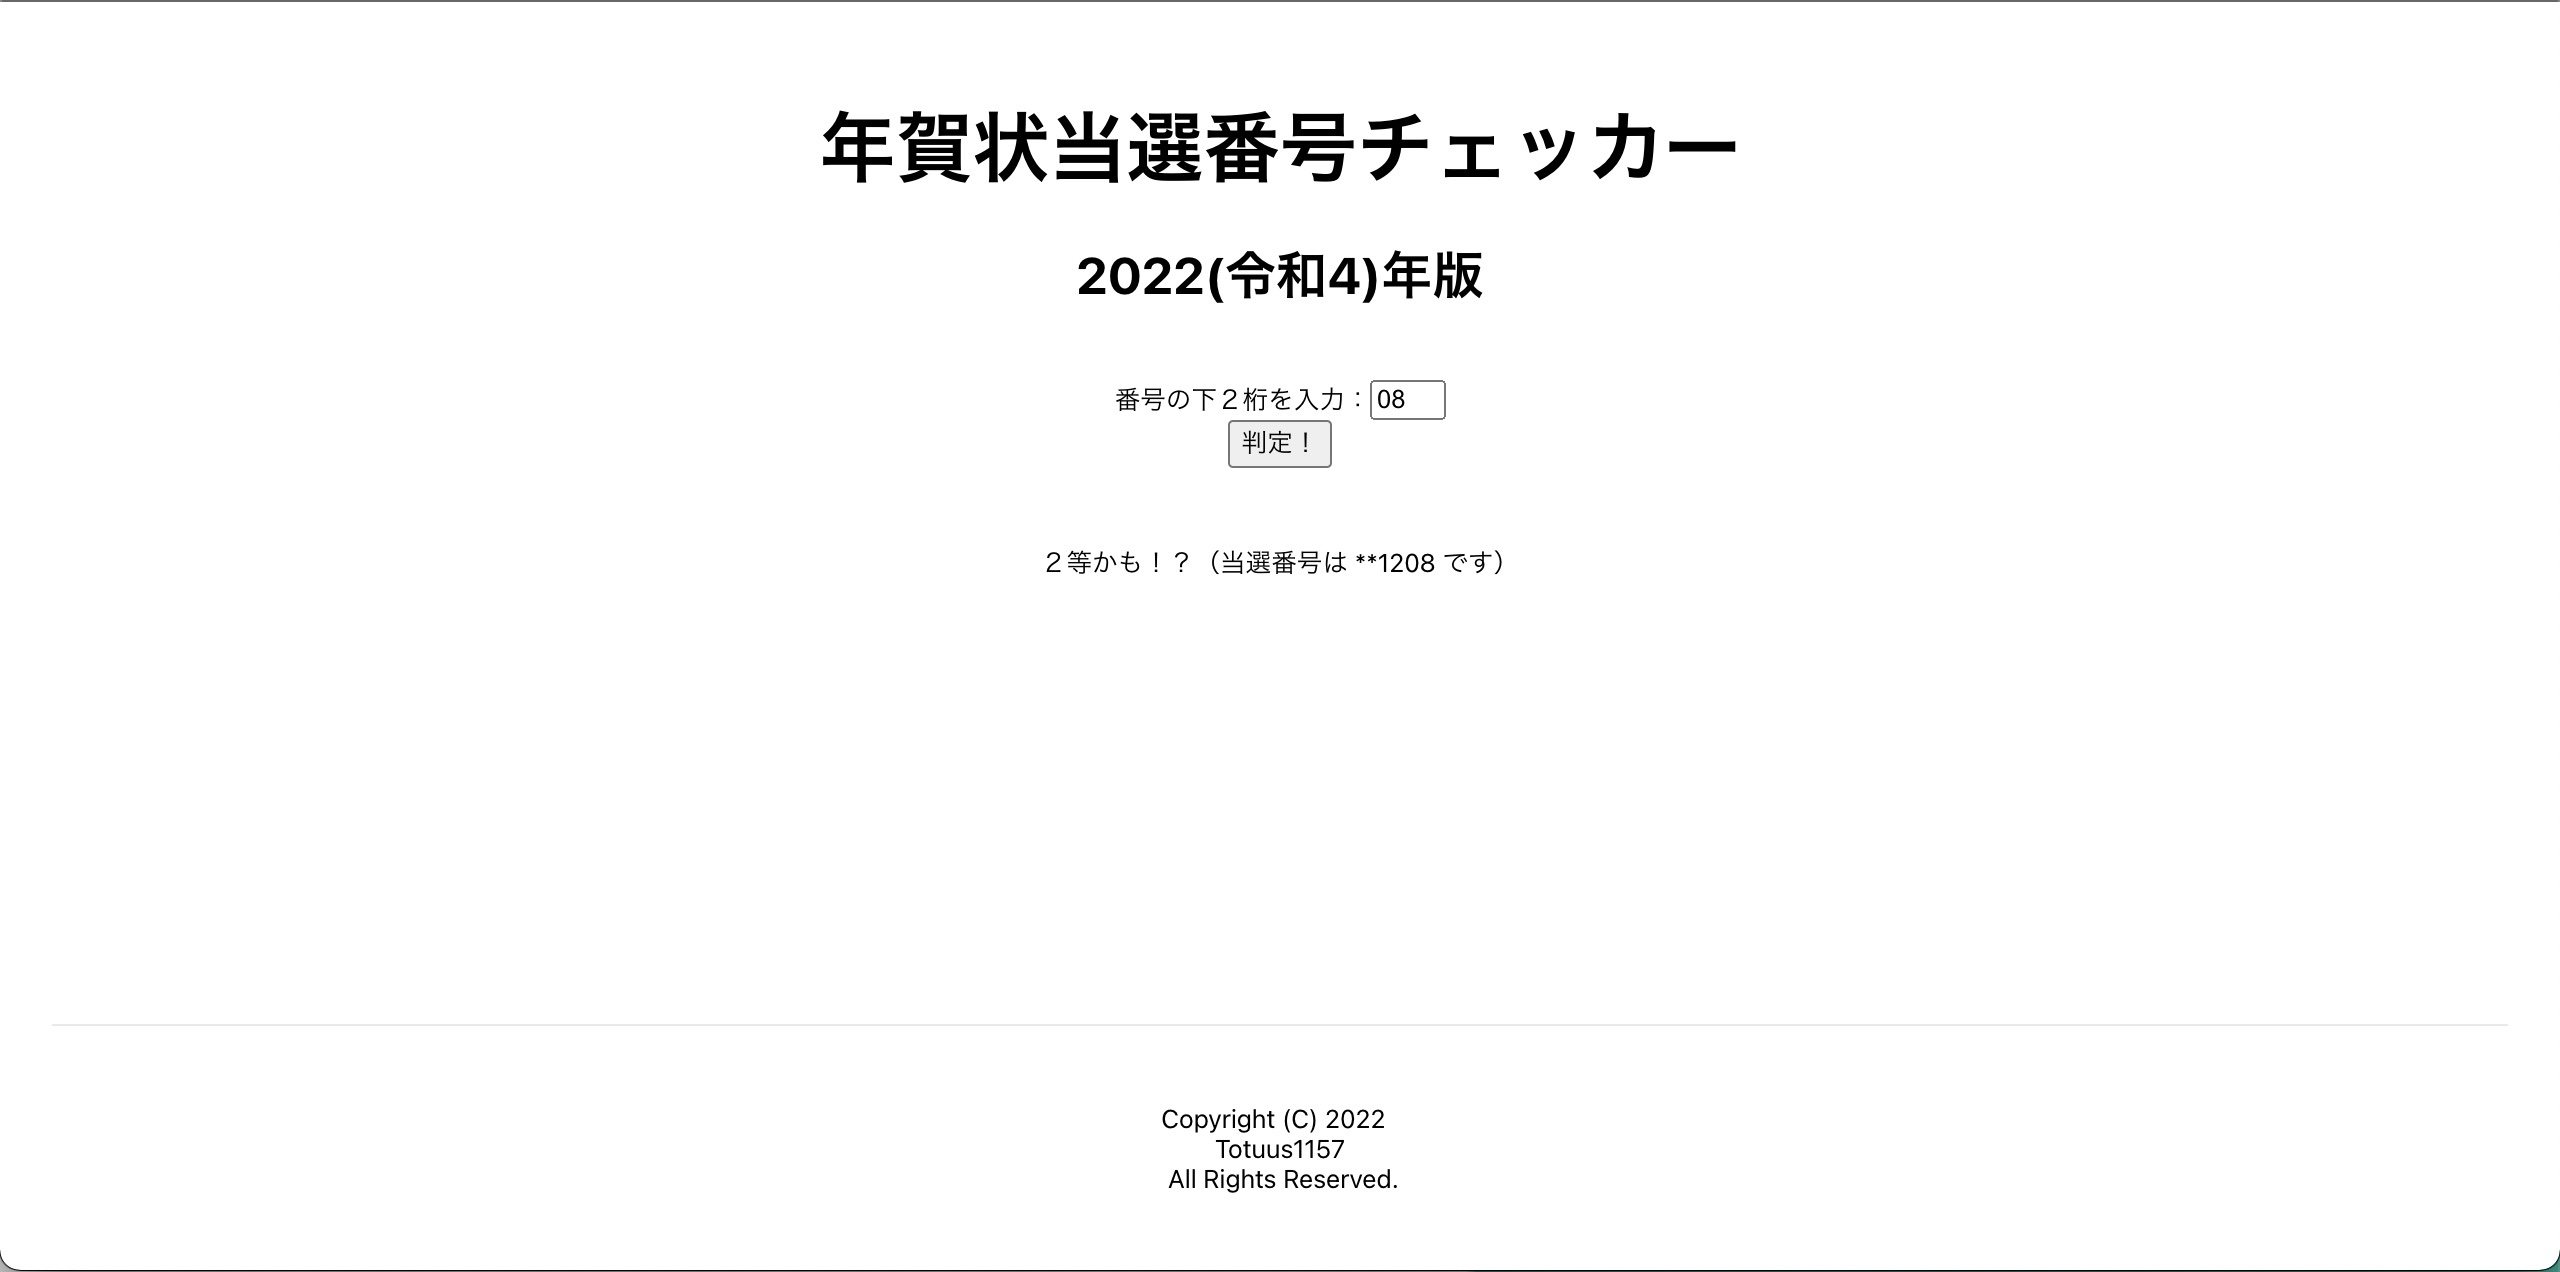 年賀状当選番号チェッカー
2022(令和4)年版
番号の下２桁を入力：08
判定！
２等かも！？（当選番号は **1208 です）
Copyright (C) 2022
Totuus1157
All Rights Reserved.